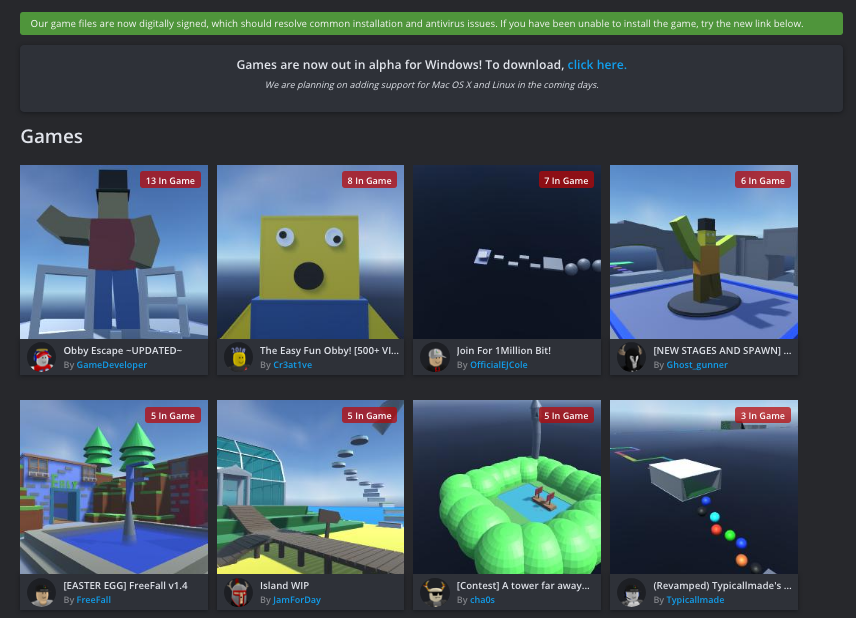 Our game files are now digitally signed, which should resolve common installation and antivirus issues. If you have been unable to install the game, try the new link below.
Games are now out in alpha for Windows! To download, click here.
We are planning on adding support for Mac OS X and Linux in the coming days.
Games
13 In Game
8 In Game
7 In Game
6 In Game
Obby Escape ~UPDATED~
By GameDeveloper
The Easy Fun Obby! [500+ VI...
By Cr3at1ve
Join For 1Million Bit!
By OfficialEJCole
[NEW STAGES AND SPAWN] ...
By Ghost_gunner
5 In Game
5 In Game
5 In Game
3 In Game
[EASTER EGG] FreeFall v1.4
By FreeFall
Island WIP
By JamForDay
[Contest] A tower far away...
By cha0s
(Revamped) Typicallmade's ...
By Typicallmade